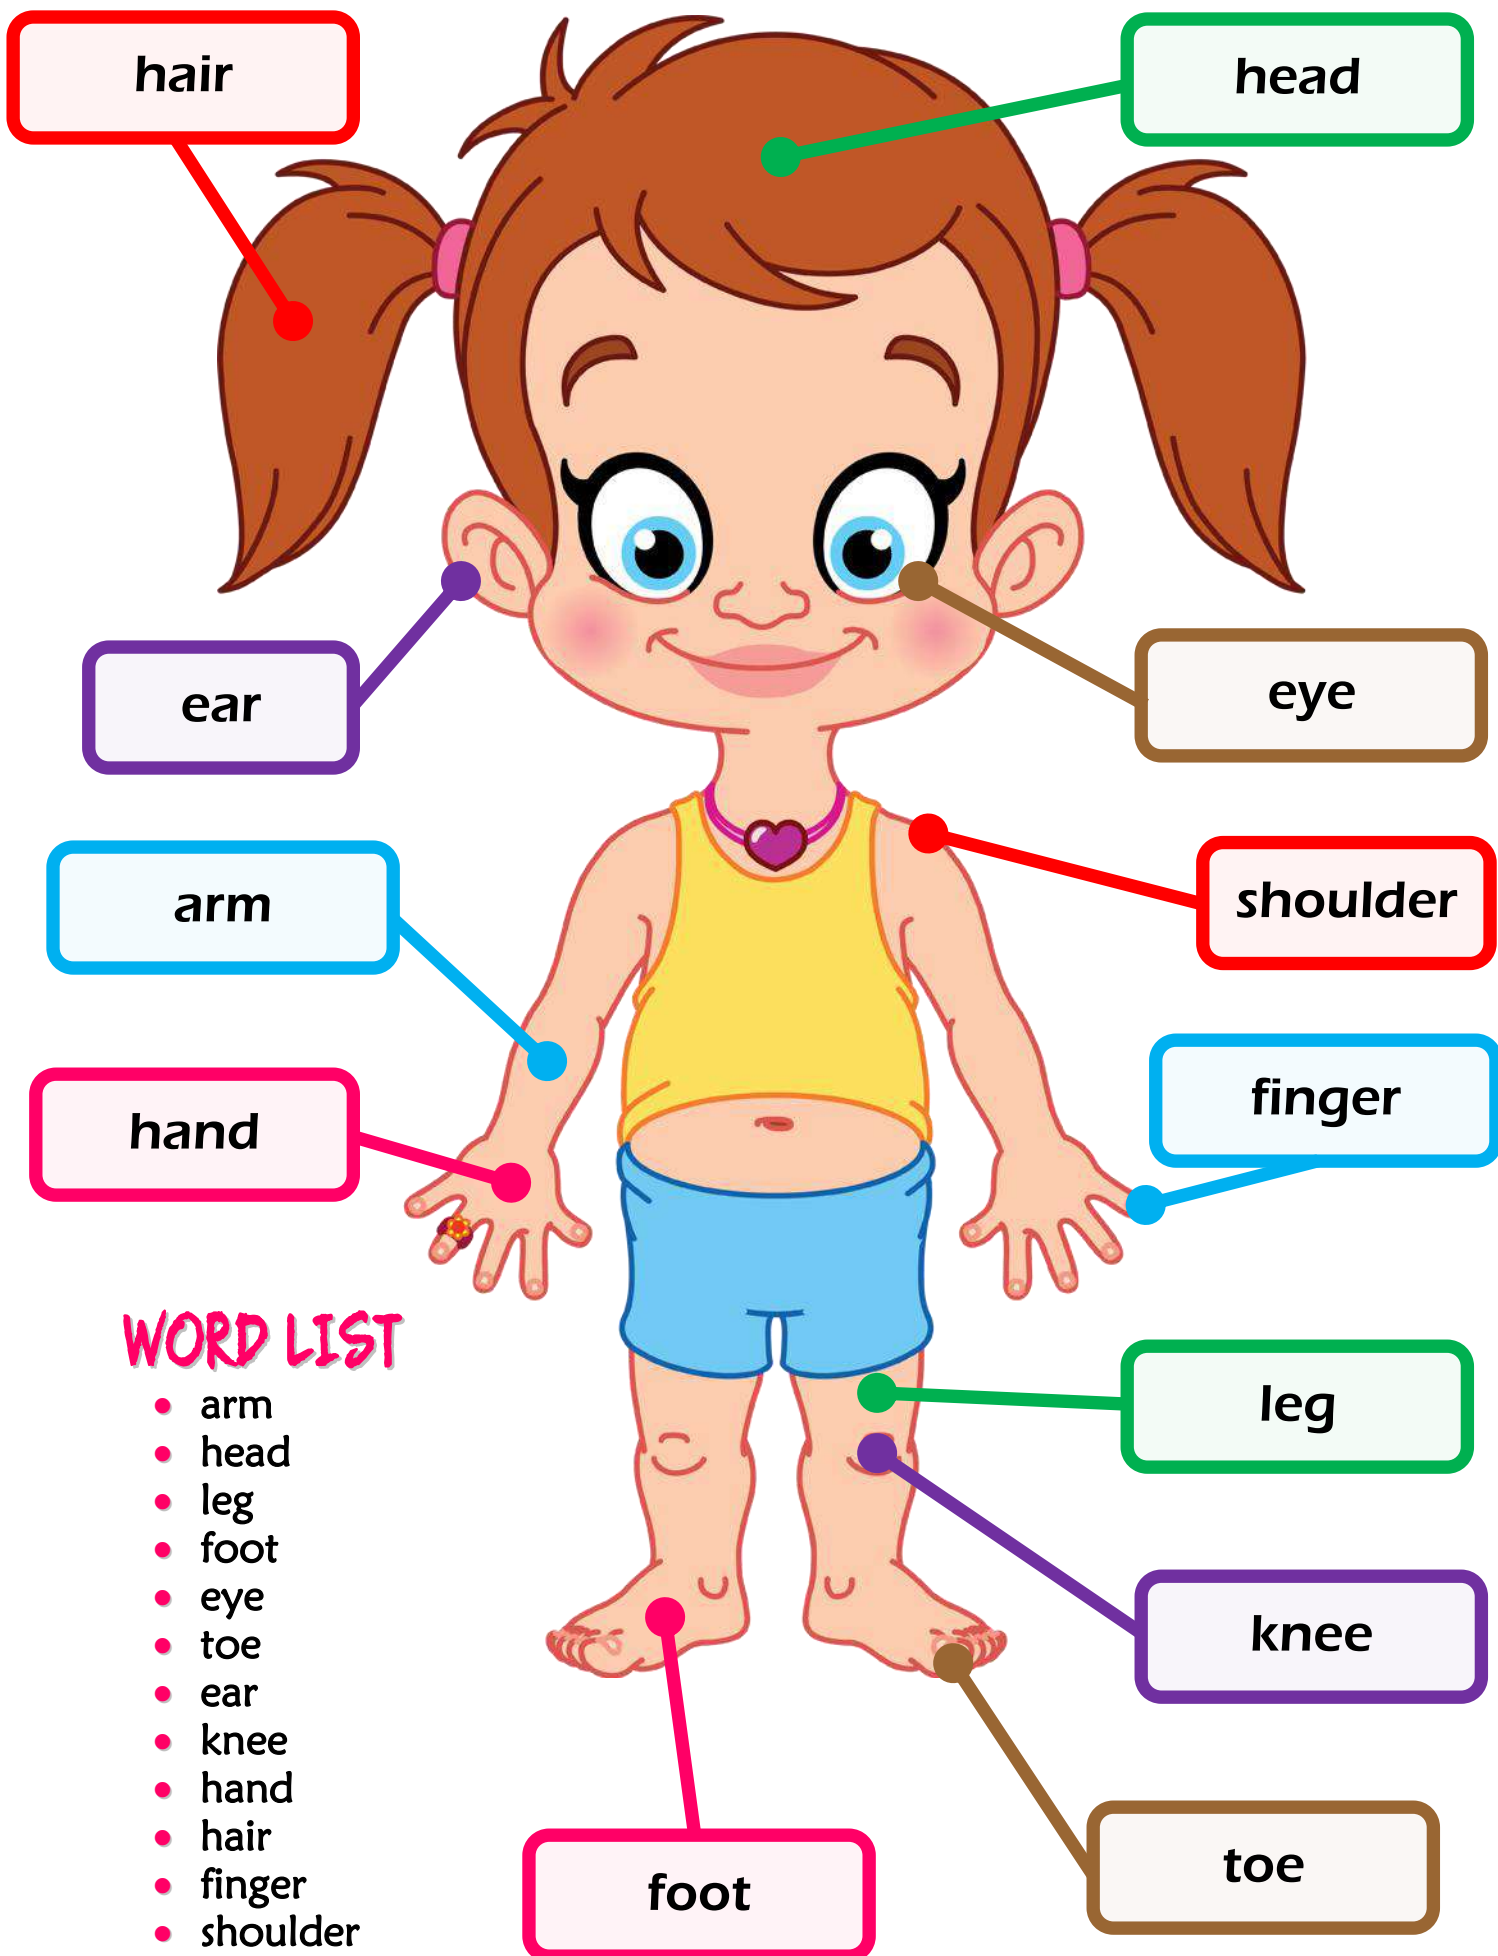 hair
head
ear
eye
arm
shoulder
hand
finger
WORD LIST
arm
head
leg
foot
eye
toe
ear
knee
hand
hair
finger
shoulder
leg
knee
toe
foot